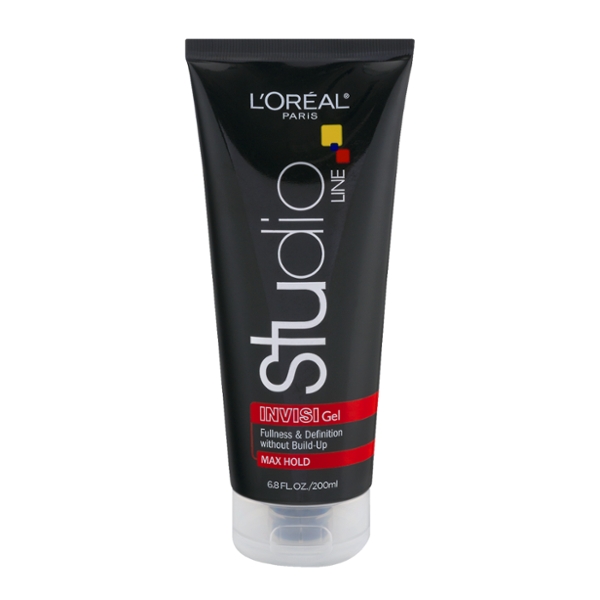 L'ORÉAL®
PARIS
studio
LINE
INVISI Gel
Fullness & Definition
without Build-Up
MAX HOLD
6.8 FL. OZ./200ml